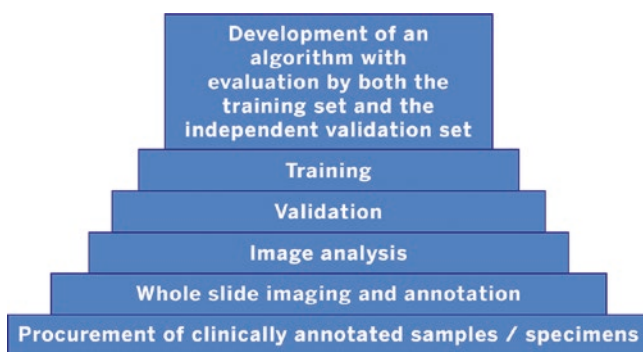 Development of an
algorithm with
evaluation by both the
training set and the
independent validation set
Training
Validation
Image analysis
Whole slide imaging and annotation
Procurement of clinically annotated samples / specimens